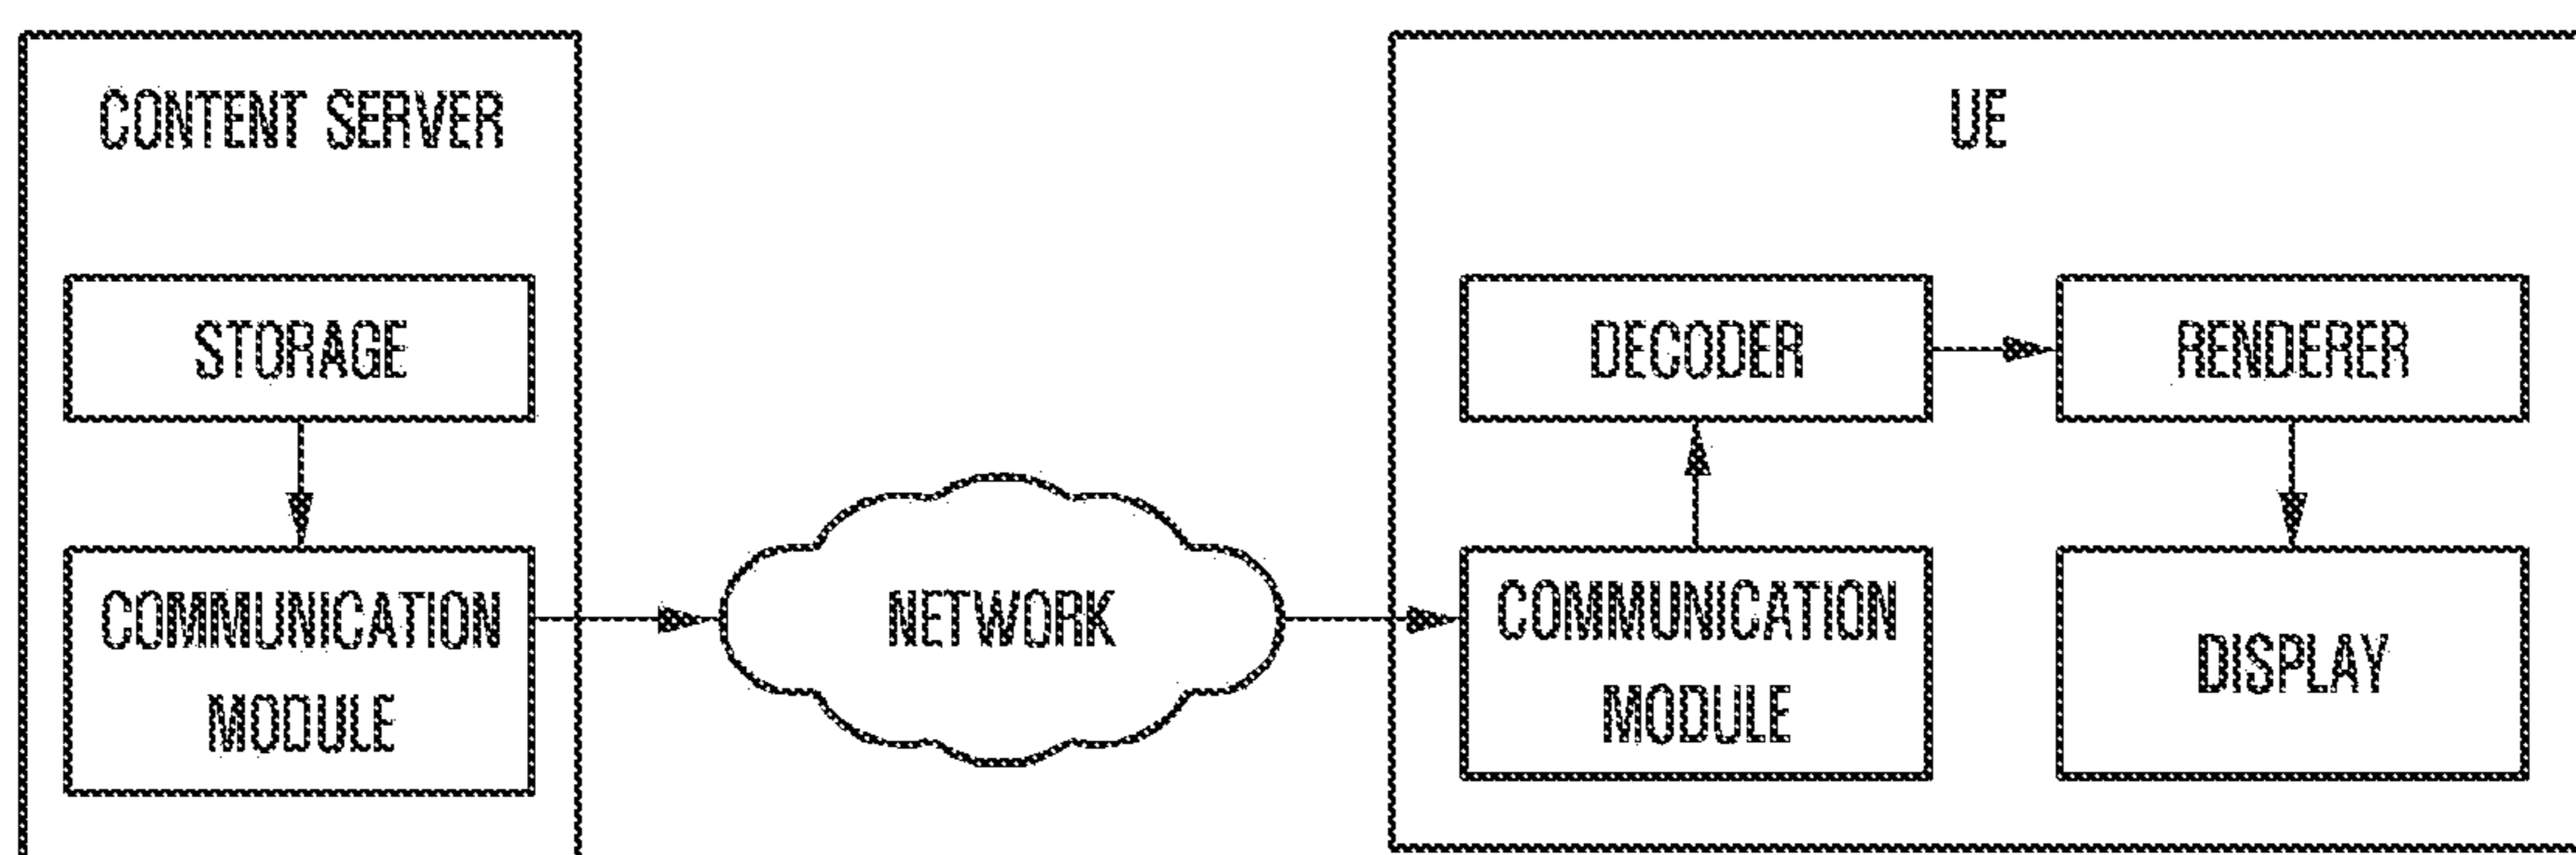 CONTENT SERVER
STORAGE
COMMUNICATION
MODULE
NETWORK
UE
DECODER
RENDERER
COMMUNICATION
MODULE
DISPLAY